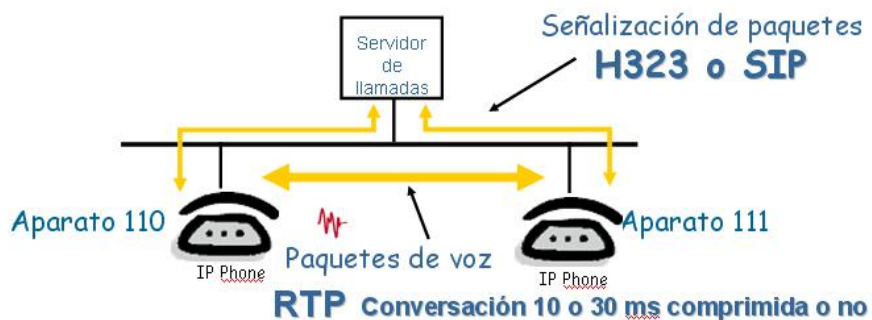 Señalización de paquetes
H323 o SIP
Servidor
de
llamadas
Aparato 110
Aparato 111
IP Phone
IP Phone
Paquetes de voz
RTP Conversación 10 o 30 ms comprimida o no